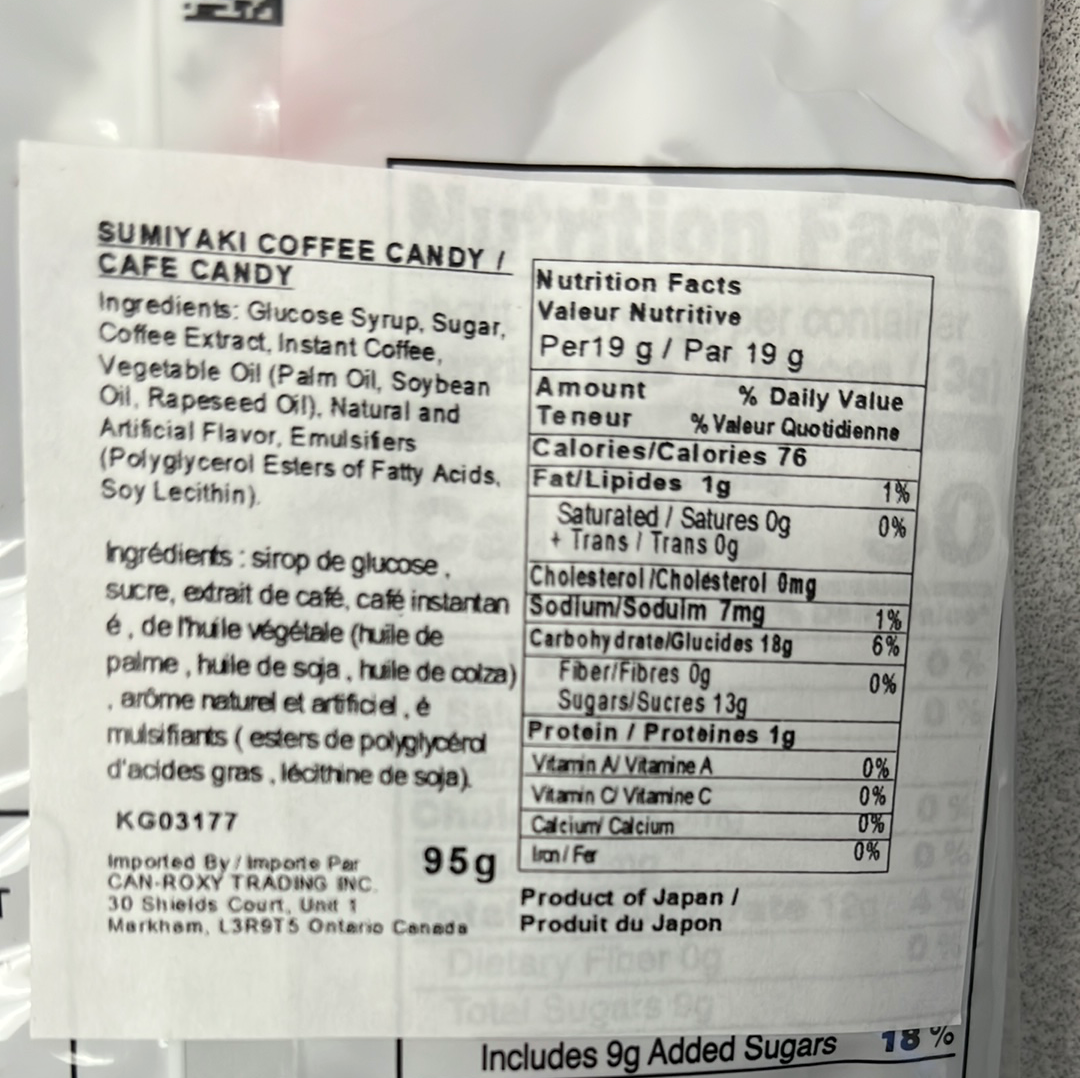 SUMIYAKI COFFEE CANDY /
CAFE CANDY
Ingredients: Glucose Syrup, Sugar,
Coffee Extract, Instant Coffee,
Vegetable Oil (Palm Oil, Soybean
Oil, Rapeseed Oil), Natural and
Artificial Flavor, Emulsifiers
(Polyglycerol Esters of Fatty Acids,
Soy Lecithin).
Ingrédients : sirop de glucose ,
sucre, extrait de café, café instantan
é , de l'huile végétale (huile de
palme , huile de soja , huile de colza)
, arôme naturel et artificiel , é
mulsifiants ( esters de polyglycérol
d'acides gras , lécithine de soja).
KG03177
Imported By / Importe Par
CAN-ROXY TRADING INC.
30 Shields Court, Unit 1
Markham, L3R9T5 Ontario Canada
95g
Nutrition Facts
Valeur Nutritive
Per19 g / Par 19 g
Amount % Daily Value
Teneur % Valeur Quotidienne
Calories/Calories 76
Fat/Lipides 1g 1%
Saturated / Satures 0g 0%
+ Trans / Trans 0g
Cholesterol /Cholesterol 0mg
Sodium/Soduim 7mg 1%
Carbohydrate/Glucides 18g 6%
Fiber/Fibres 0g 0%
Sugars/Sucres 13g
Protein / Proteines 1g
Vitamin A/ Vitamine A 0%
Vitamin C/ Vitamine C 0%
Calcium/ Calcium 0%
Iron / Fer 0%
Product of Japan /
Produit du Japon
Nutrition Facts
Dietary Fiber 0g
Total Sugars 9g
Includes 9g Added Sugars 18%